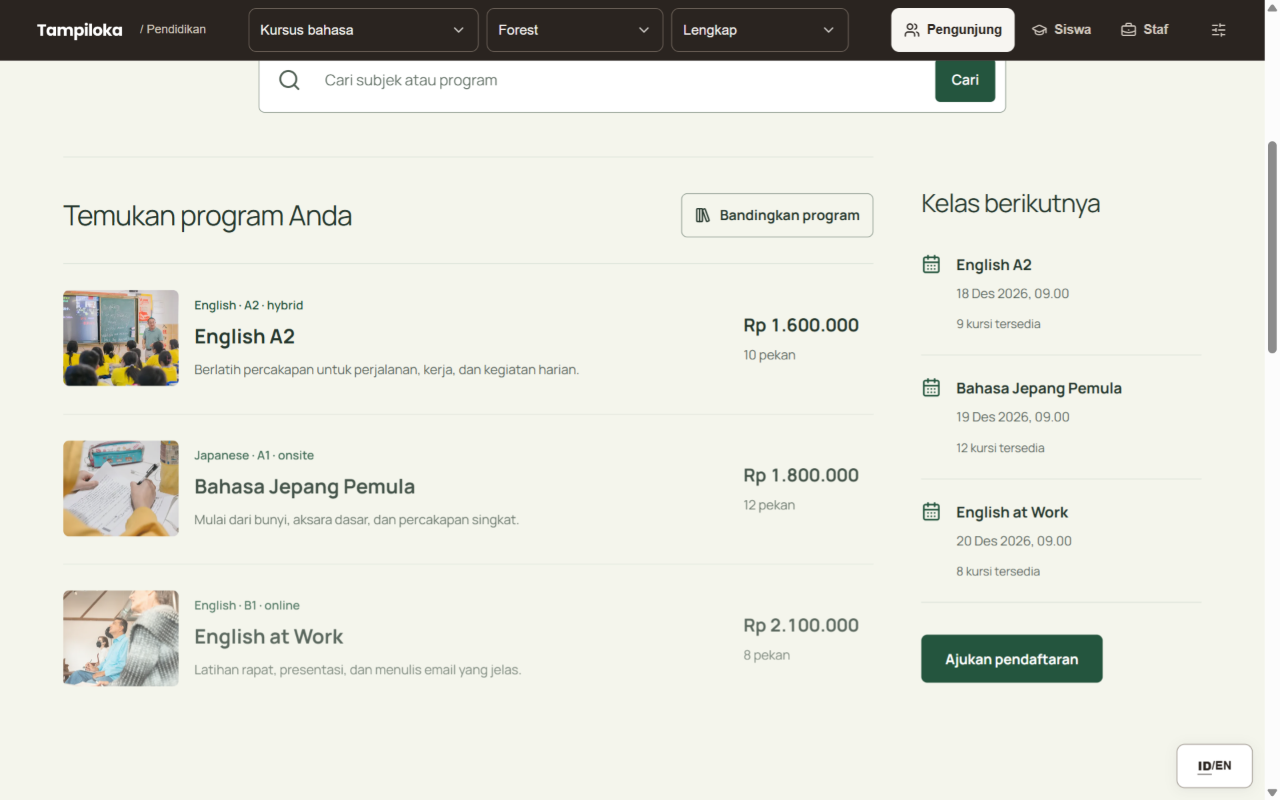 Tampiloka / Pendidikan
Kursus bahasa
Forest
Lengkap
Pengunjung
Siswa
Staf
Cari subjek atau program
Cari
Temukan program Anda
Bandingkan program
English · A2 · hybrid
English A2
Berlatih percakapan untuk perjalanan, kerja, dan kegiatan harian.
Rp 1.600.000
10 pekan
Japanese · A1 · onsite
Bahasa Jepang Pemula
Mulai dari bunyi, aksara dasar, dan percakapan singkat.
Rp 1.800.000
12 pekan
English · B1 · online
English at Work
Latihan rapat, presentasi, dan menulis email yang jelas.
Rp 2.100.000
8 pekan
Kelas berikutnya
English A2
18 Des 2026, 09.00
9 kursi tersedia
Bahasa Jepang Pemula
19 Des 2026, 09.00
12 kursi tersedia
English at Work
20 Des 2026, 09.00
8 kursi tersedia
Ajukan pendaftaran
ID/EN